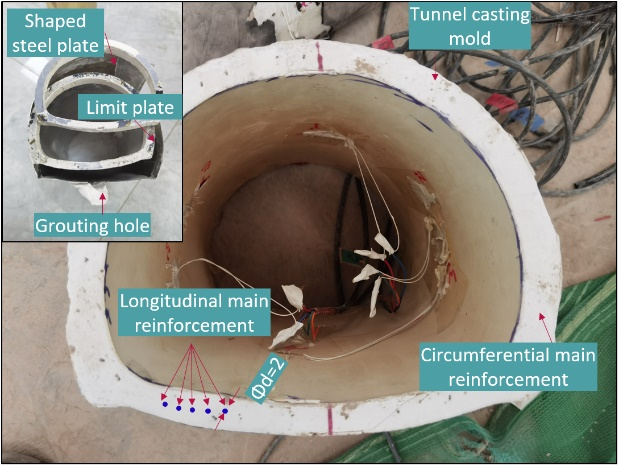 Shaped
steel plate
Tunnel casting
mold
Limit plate
Grouting hole
Longitudinal main
reinforcement
Φd=2
Circumferential main
reinforcement